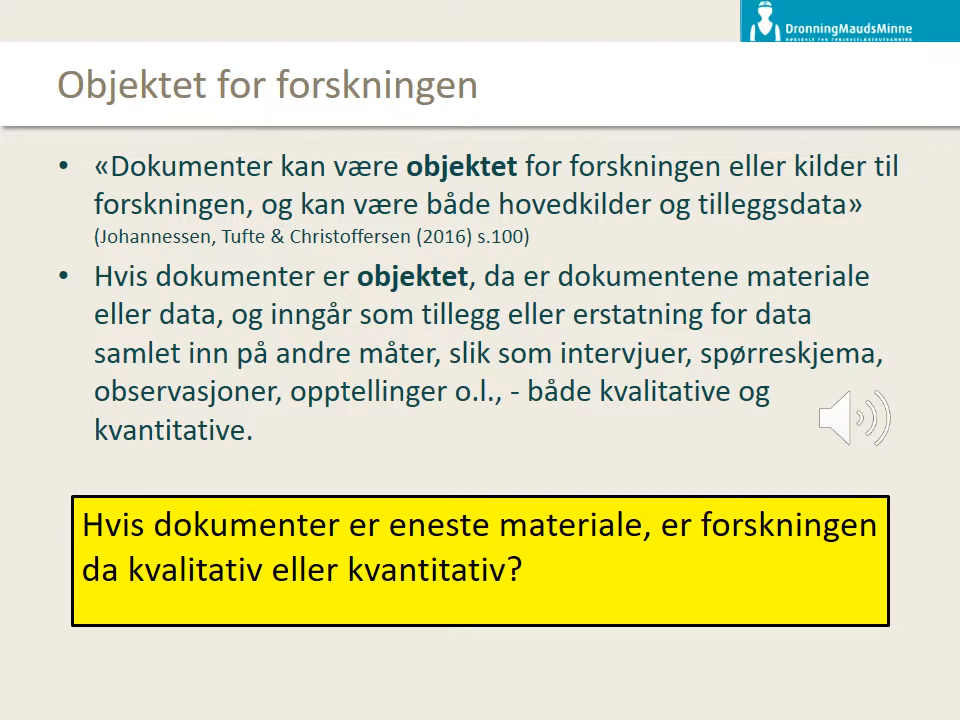 DronningMaudsMinne
Objektet for forskningen
• «Dokumenter kan være objektet for forskningen eller kilder til
forskningen, og kan være både hovedkilder og tilleggsdata»
(Johannessen, Tufte & Christoffersen (2016) s.100)
• Hvis dokumenter er objektet, da er dokumentene materiale
eller data, og inngår som tillegg eller erstatning for data
samlet inn på andre måter, slik som intervjuer, spørreskjema,
observasjoner, opptellinger o.l., - både kvalitative og
kvantitative.
Hvis dokumenter er eneste materiale, er forskningen
da kvalitativ eller kvantitativ?